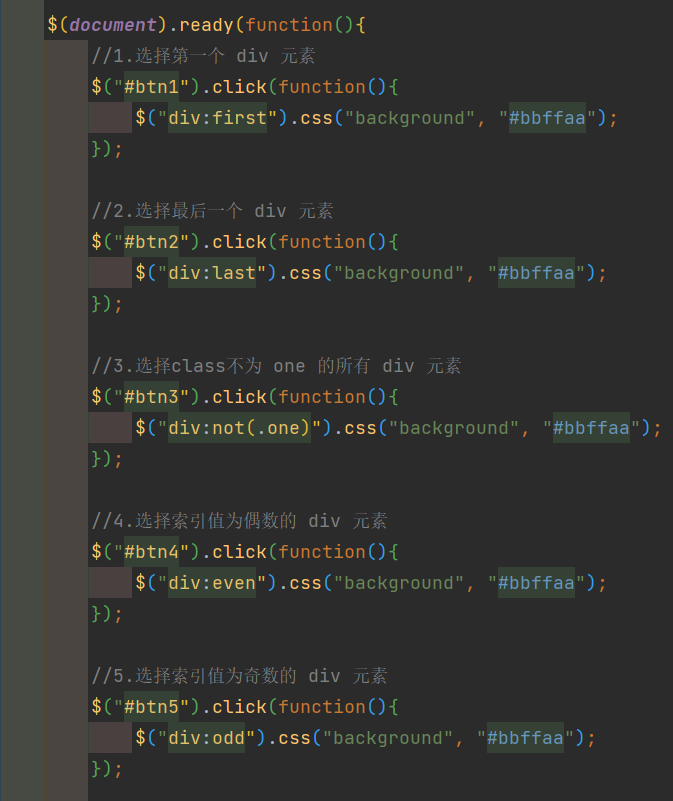 $(document).ready(function(){
//1.选择第一个 div 元素
$("#btn1").click(function(){
$("div:first").css("background", "#bbffaa");
});
//2.选择最后一个 div 元素
$("#btn2").click(function(){
$("div:last").css("background", "#bbffaa");
});
//3.选择class不为 one 的所有 div 元素
$("#btn3").click(function(){
$("div:not(.one)").css("background", "#bbffaa");
});
//4.选择索引值为偶数的 div 元素
$("#btn4").click(function(){
$("div:even").css("background", "#bbffaa");
});
//5.选择索引值为奇数的 div 元素
$("#btn5").click(function(){
$("div:odd").css("background", "#bbffaa");
});